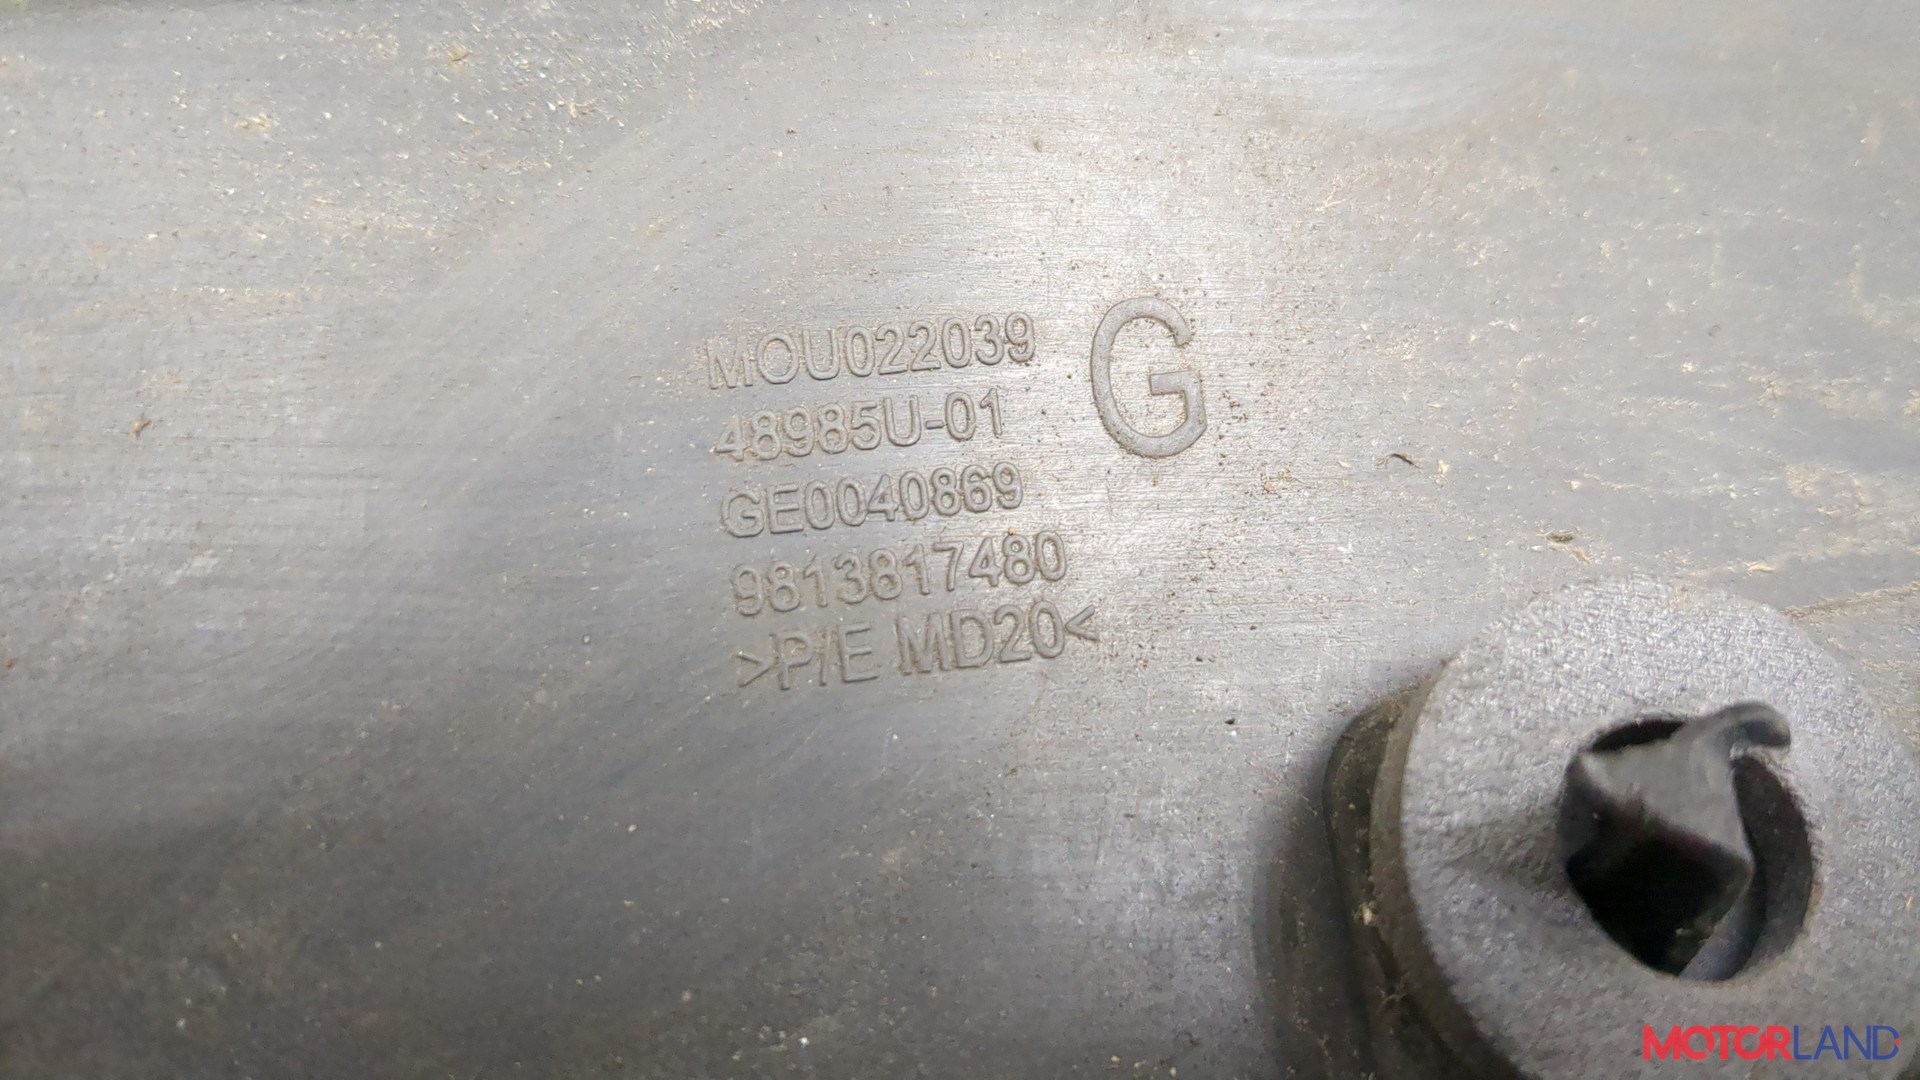 MOU022039
G
48985U-01
GE0040869
9813817480
>P/E MD20<
MOTORLAND